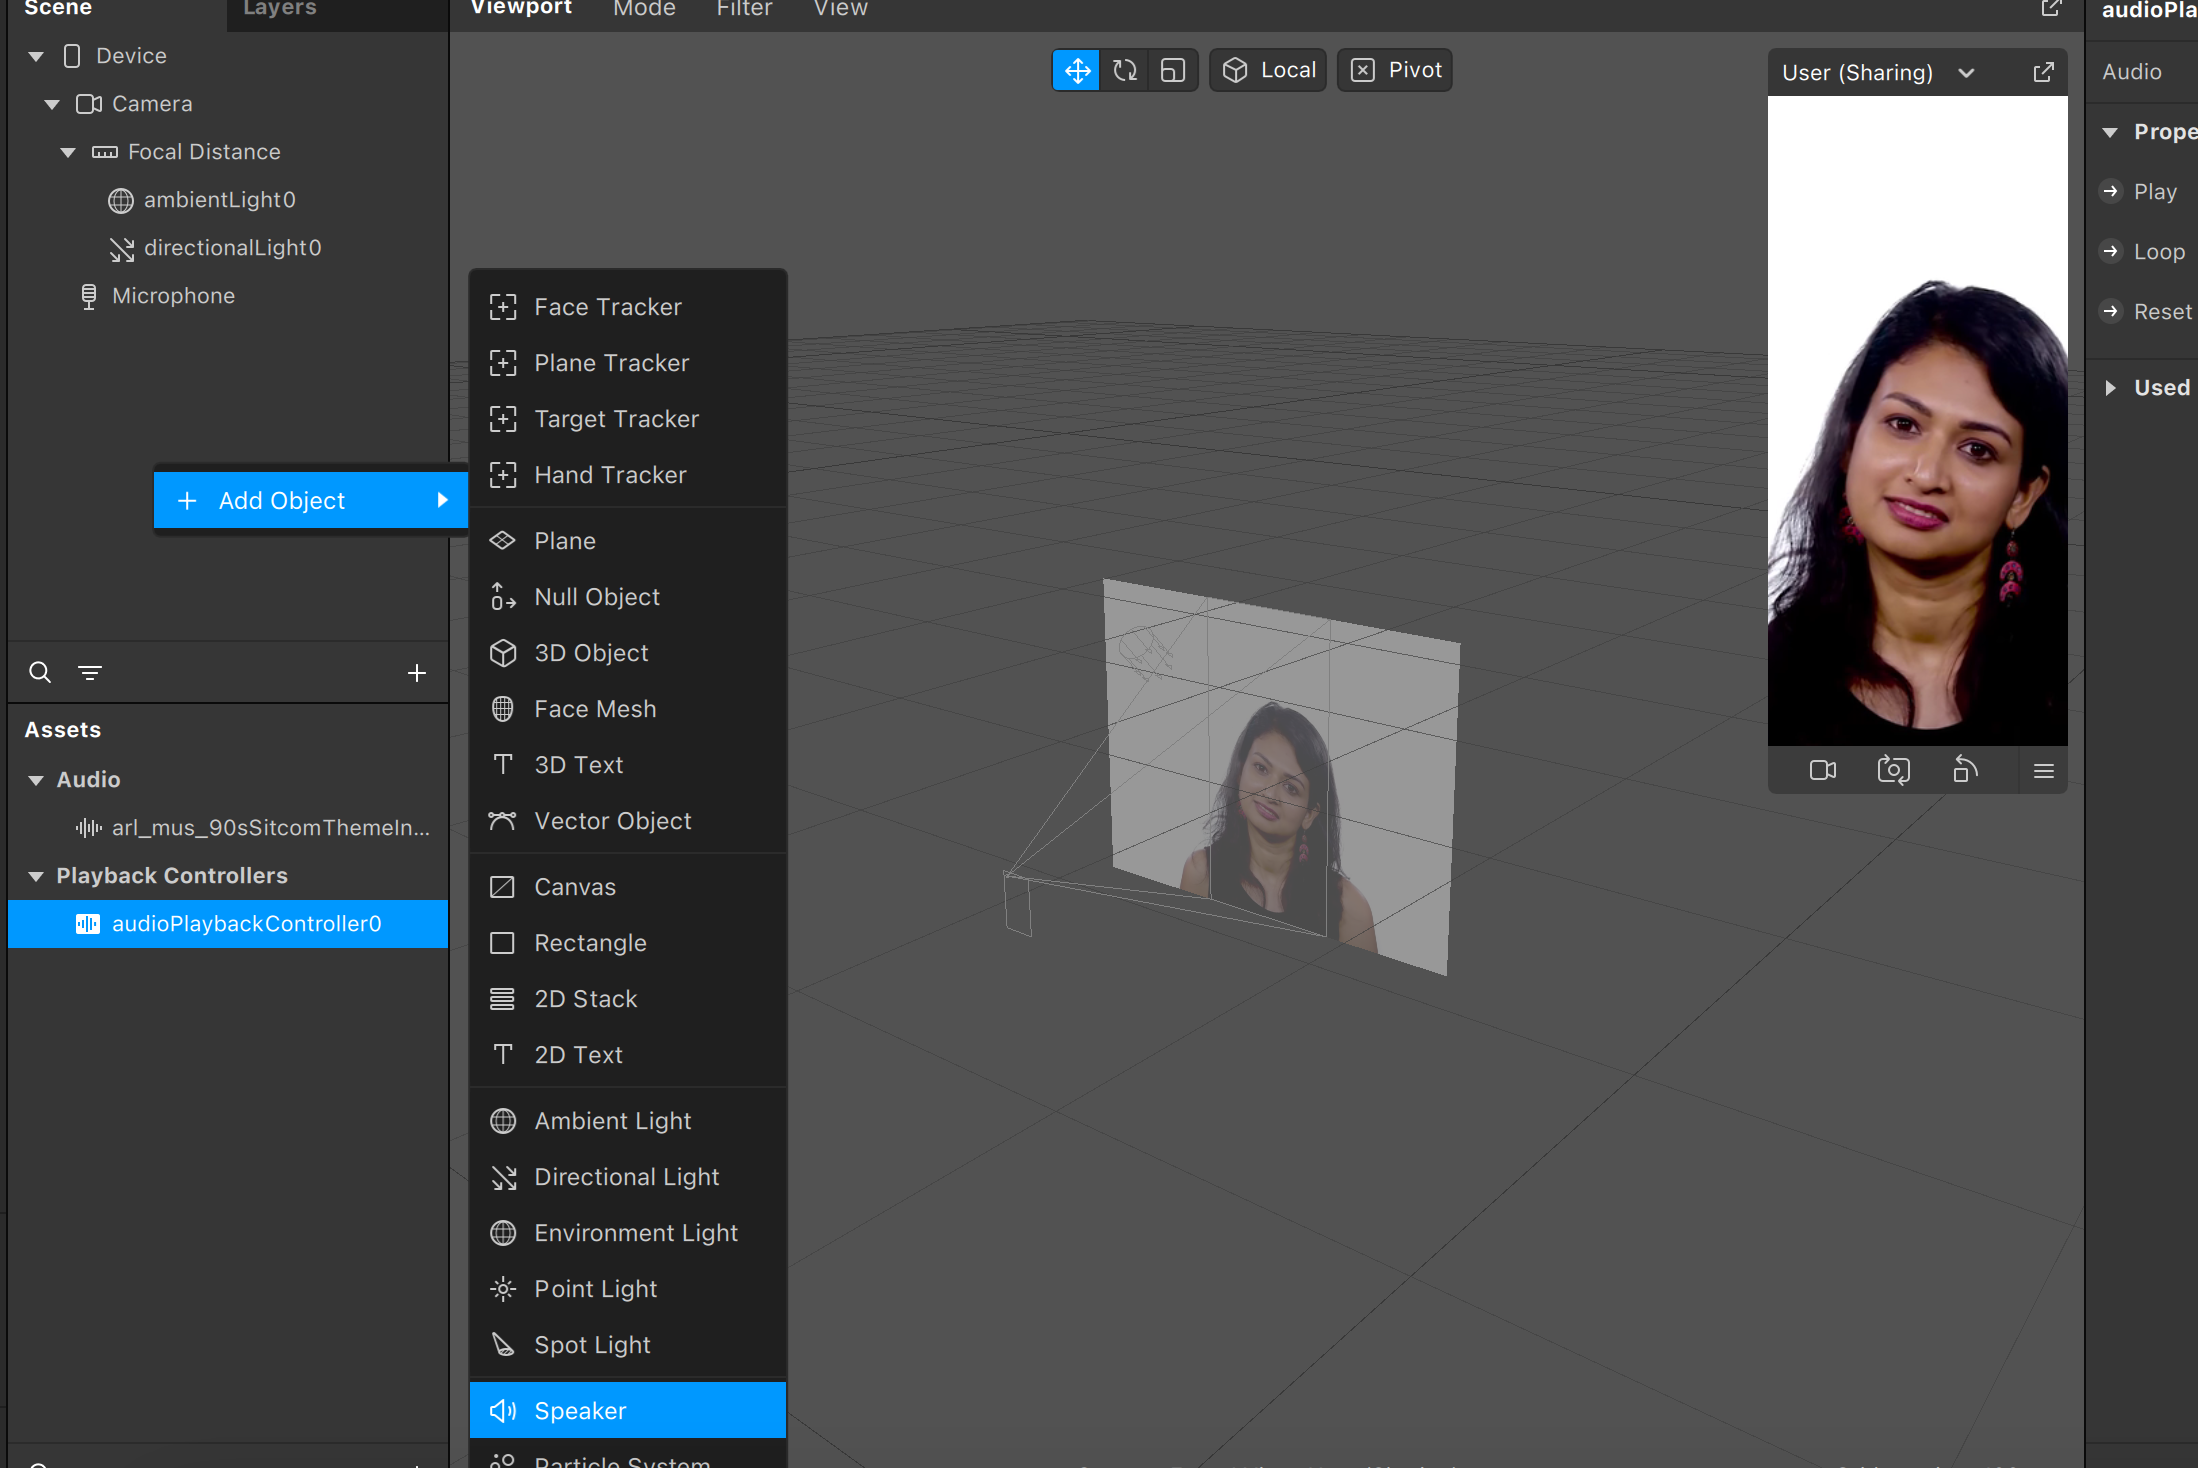 Scene
Layers
Viewport
Mode
Filter
View
audioPla
Device
Camera
Focal Distance
ambientLight0
directionalLight0
Microphone
Add Object
Face Tracker
Plane Tracker
Target Tracker
Hand Tracker
Plane
Null Object
3D Object
Face Mesh
3D Text
Vector Object
Canvas
Rectangle
2D Stack
2D Text
Ambient Light
Directional Light
Environment Light
Point Light
Spot Light
Speaker
Particle System
Assets
Audio
arl_mus_90sSitcomThemeIn...
Playback Controllers
audioPlaybackController0
Local
Pivot
User (Sharing)
Audio
Prope
Play
Loop
Reset
Used